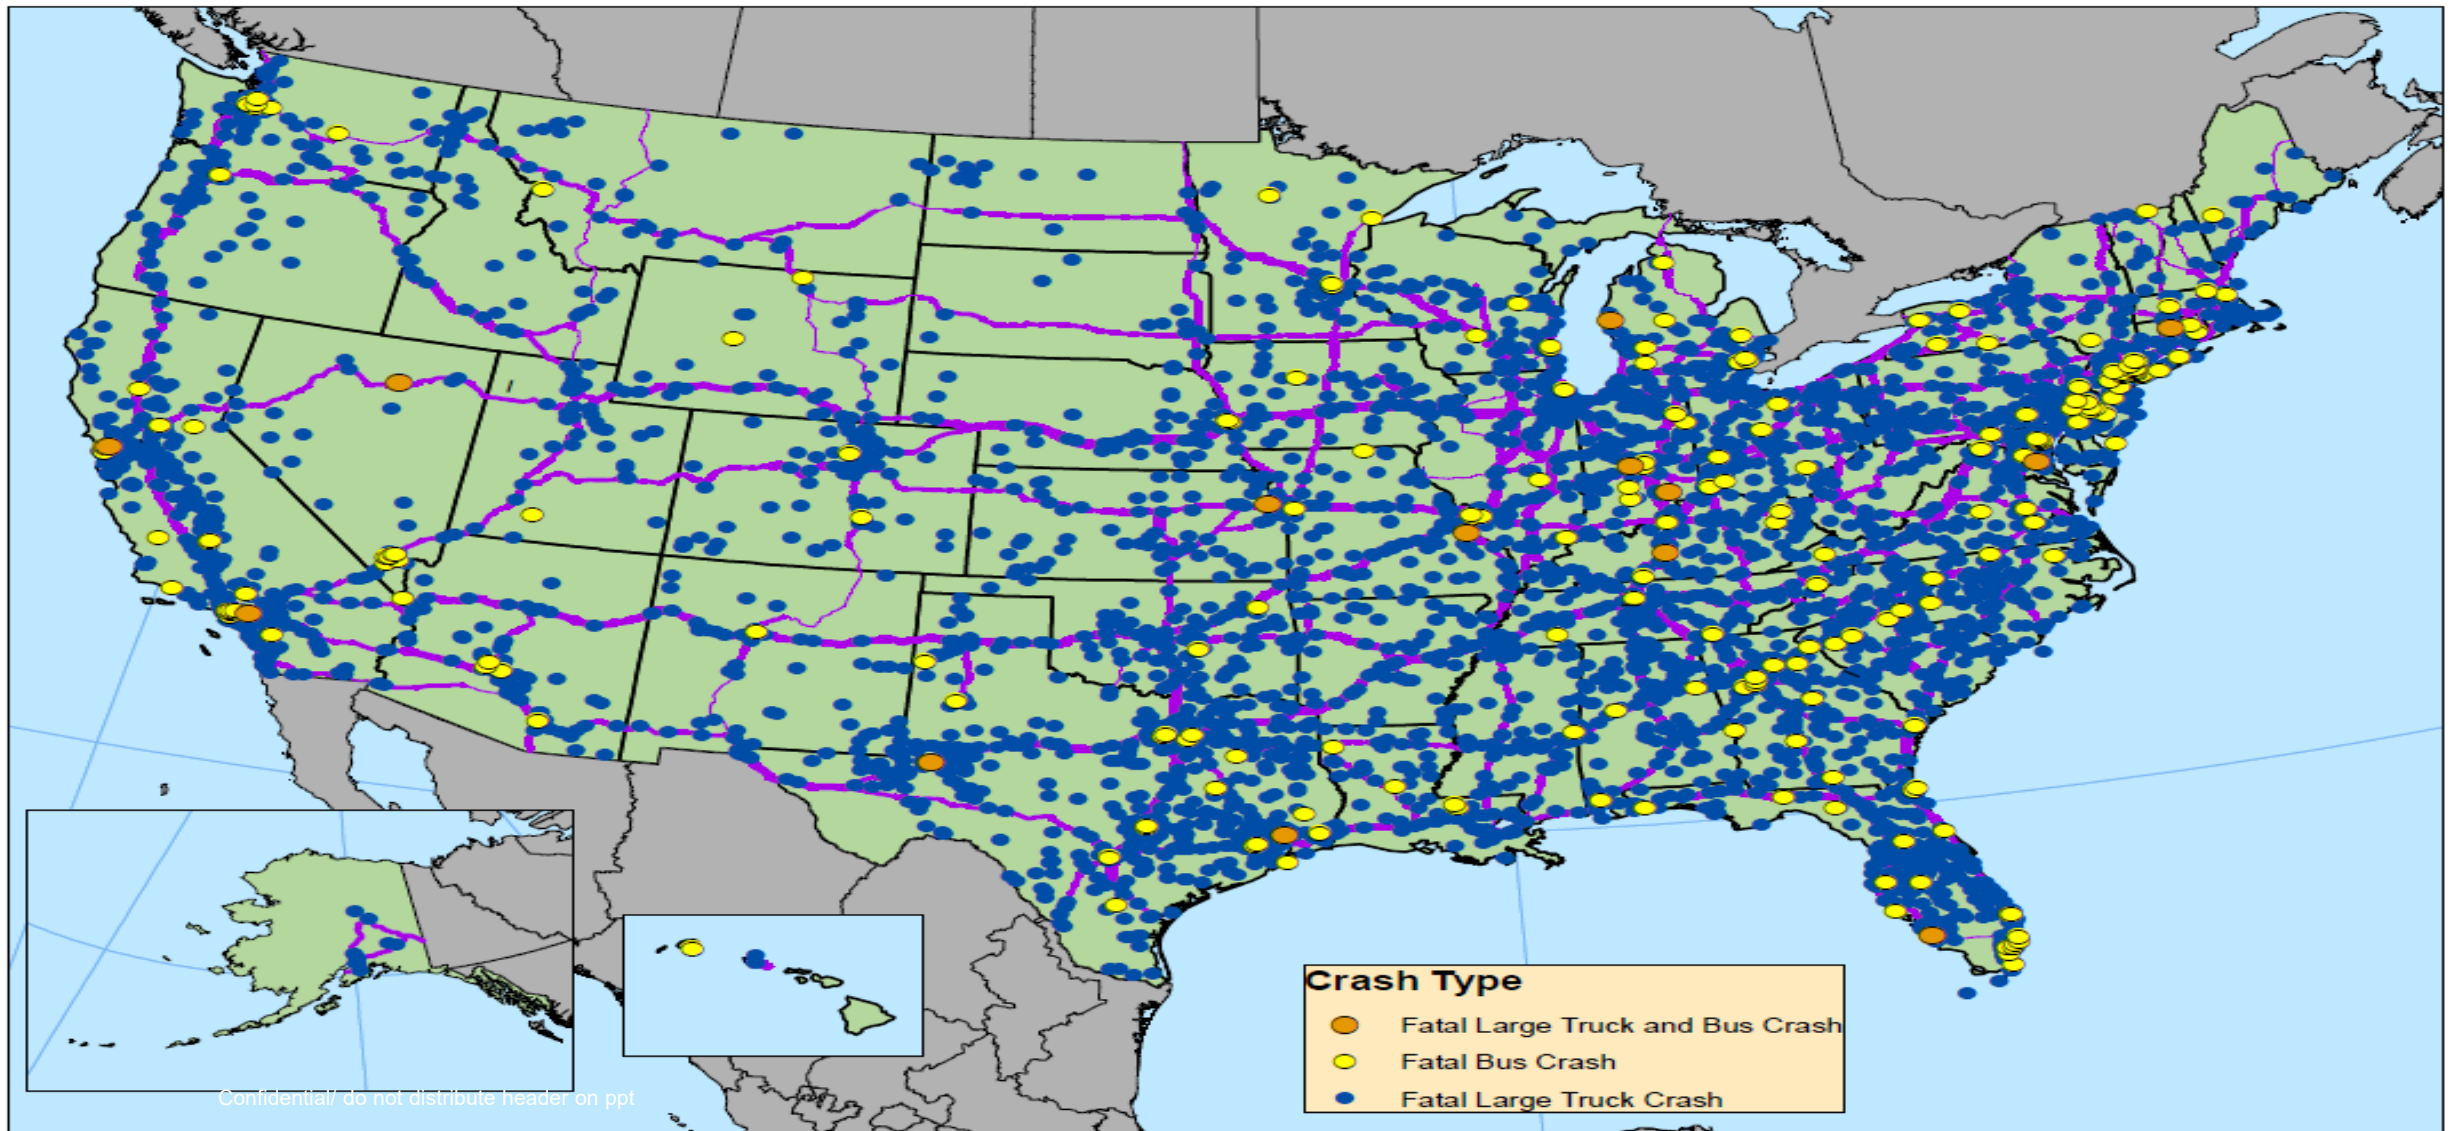 Crash Type
Fatal Large Truck and Bus Crash
Fatal Bus Crash
Fatal Large Truck Crash
Confidential/ do not distribute header on ppt